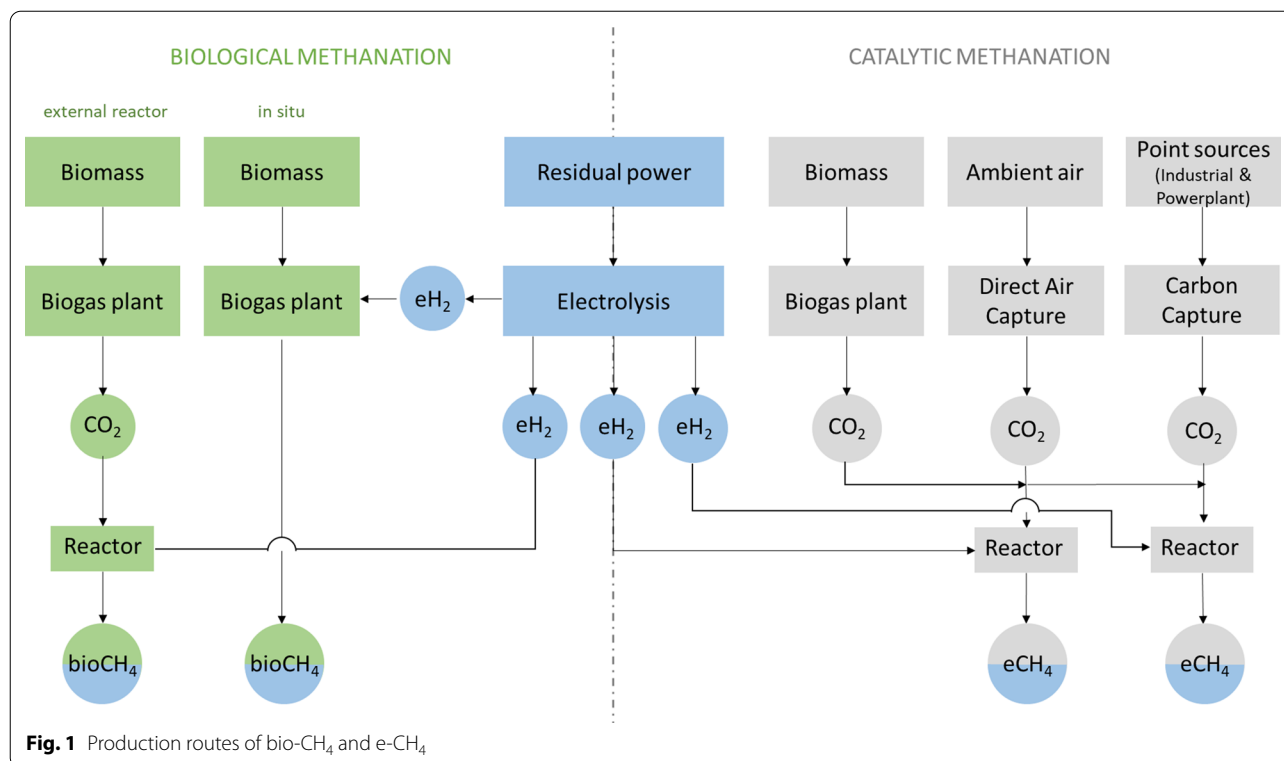 BIOLOGICAL METHANATION
CATALYTIC METHANATION
external reactor
in situ
Biomass
Biomass
Residual power
Biomass
Ambient air
Point sources
(Industrial &
Powerplant)
Biogas plant
Biogas plant
eH₂
Electrolysis
Biogas plant
Direct Air
Capture
Carbon
Capture
CO₂
eH₂
eH₂
eH₂
CO₂
CO₂
CO₂
Reactor
Reactor
Reactor
bioCH₄
bioCH₄
eCH₄
eCH₄
Fig. 1 Production routes of bio-CH₄ and e-CH₄